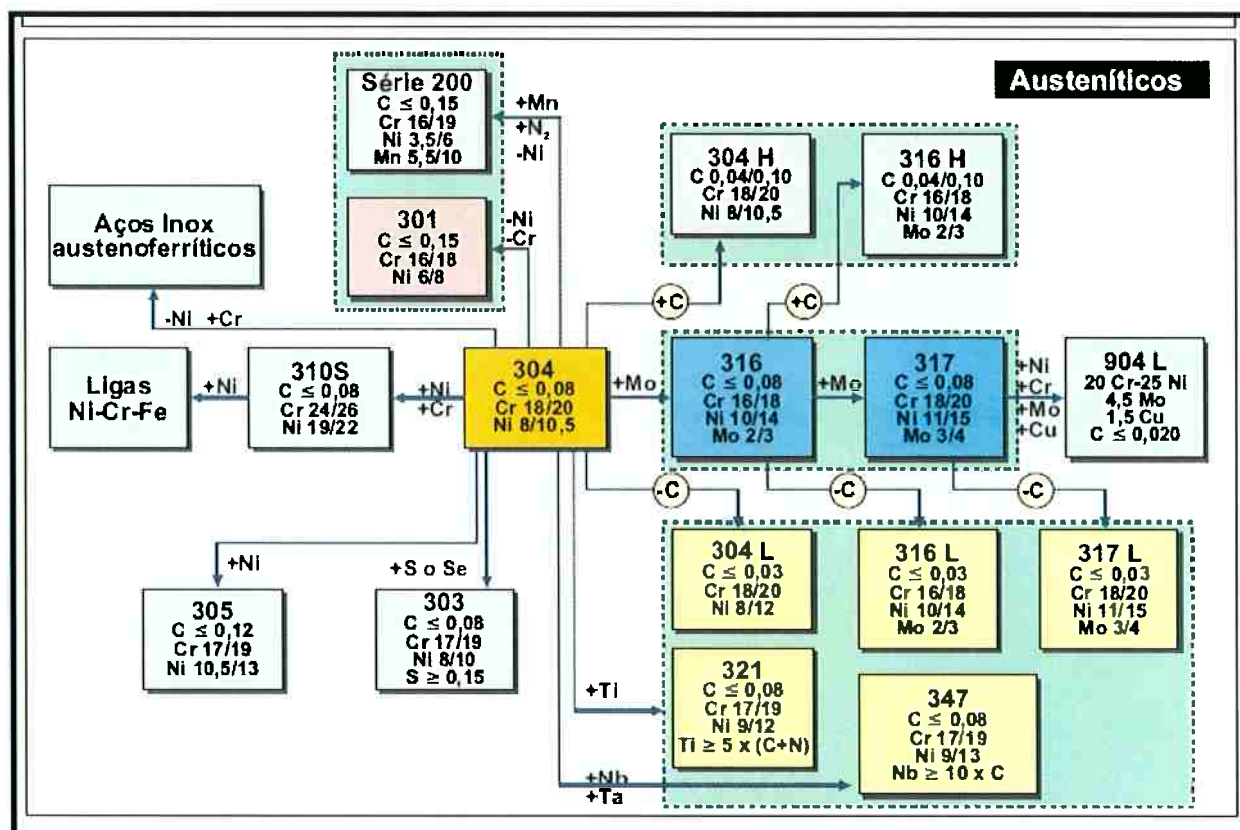 Austeníticos
Série 200
C ≤ 0,15
Cr 16/19
Ni 3,5/6
Mn 5,5/10
+Mn
+N₂
-Ni
301
C ≤ 0,15
Cr 16/18
Ni 6/8
-Ni
-Cr
304 H
C 0,04/0,10
Cr 18/20
Ni 8/10,5
316 H
C 0,04/0,10
Cr 16/18
Ni 10/14
Mo 2/3
Aços Inox
austenoferríticos
-Ni +Cr
+C
+C
Ligas
Ni-Cr-Fe
+Ni
310S
C ≤ 0,08
Cr 24/26
Ni 19/22
+Ni
+Cr
304
C ≤ 0,08
Cr 18/20
Ni 8/10,5
+Mo
316
C ≤ 0,08
Cr 16/18
Ni 10/14
Mo 2/3
+Mo
317
C ≤ 0,08
Cr 18/20
Ni 11/15
Mo 3/4
+Ni
+Cr
+Mo
+Cu
904 L
20 Cr-25 Ni
4,5 Mo
1,5 Cu
C ≤ 0,020
-C
-C
-C
+Ni
305
C ≤ 0,12
Cr 17/19
Ni 10,5/13
+S o Se
303
C ≤ 0,08
Cr 17/19
Ni 8/10
S ≥ 0,15
304 L
C ≤ 0,03
Cr 18/20
Ni 8/12
316 L
C ≤ 0,03
Cr 16/18
Ni 10/14
Mo 2/3
317 L
C ≤ 0,03
Cr 18/20
Ni 11/15
Mo 3/4
+Ti
321
C ≤ 0,08
Cr 17/19
Ni 9/12
Ti ≥ 5 x (C+N)
+Nb
+Ta
347
C ≤ 0,08
Cr 17/19
Ni 9/13
Nb ≥ 10 x C